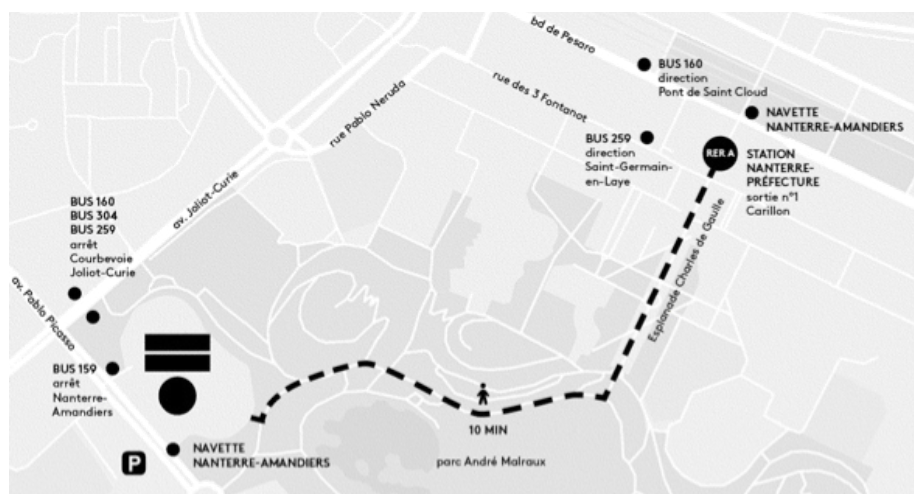 bd de Pesaro
BUS 160
direction
Pont de Saint Cloud
rue des 3 Fontanot
NAVETTE
NANTERRE-AMANDIERS
rue Pablo Neruda
BUS 259
direction
Saint-Germain-
en-Laye
RER A
STATION
NANTERRE-
PRÉFECTURE
sortie n°1
Carillon
av. Joliot-Curie
BUS 160
BUS 304
BUS 259
arrêt
Courbevoie
Joliot-Curie
Esplanade Charles de Gaulle
av. Pablo Picasso
BUS 159
arrêt
Nanterre-
Amandiers
10 MIN
NAVETTE
NANTERRE-AMANDIERS
P
parc André Malraux